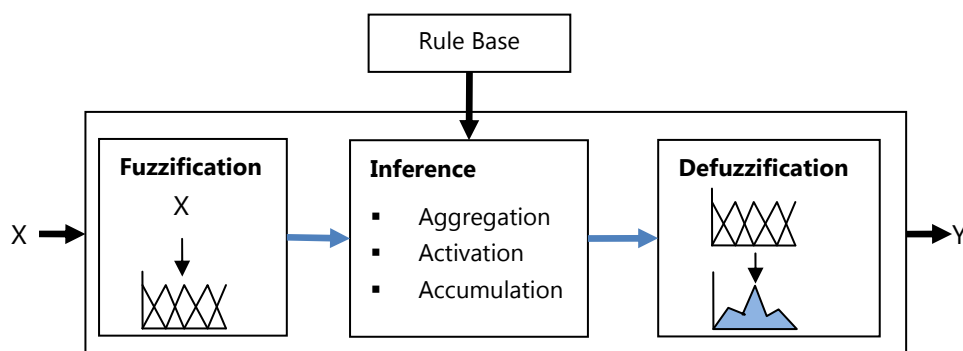 Rule Base
Fuzzification
X
Inference
▪ Aggregation
▪ Activation
▪ Accumulation
Defuzzification
X
Y